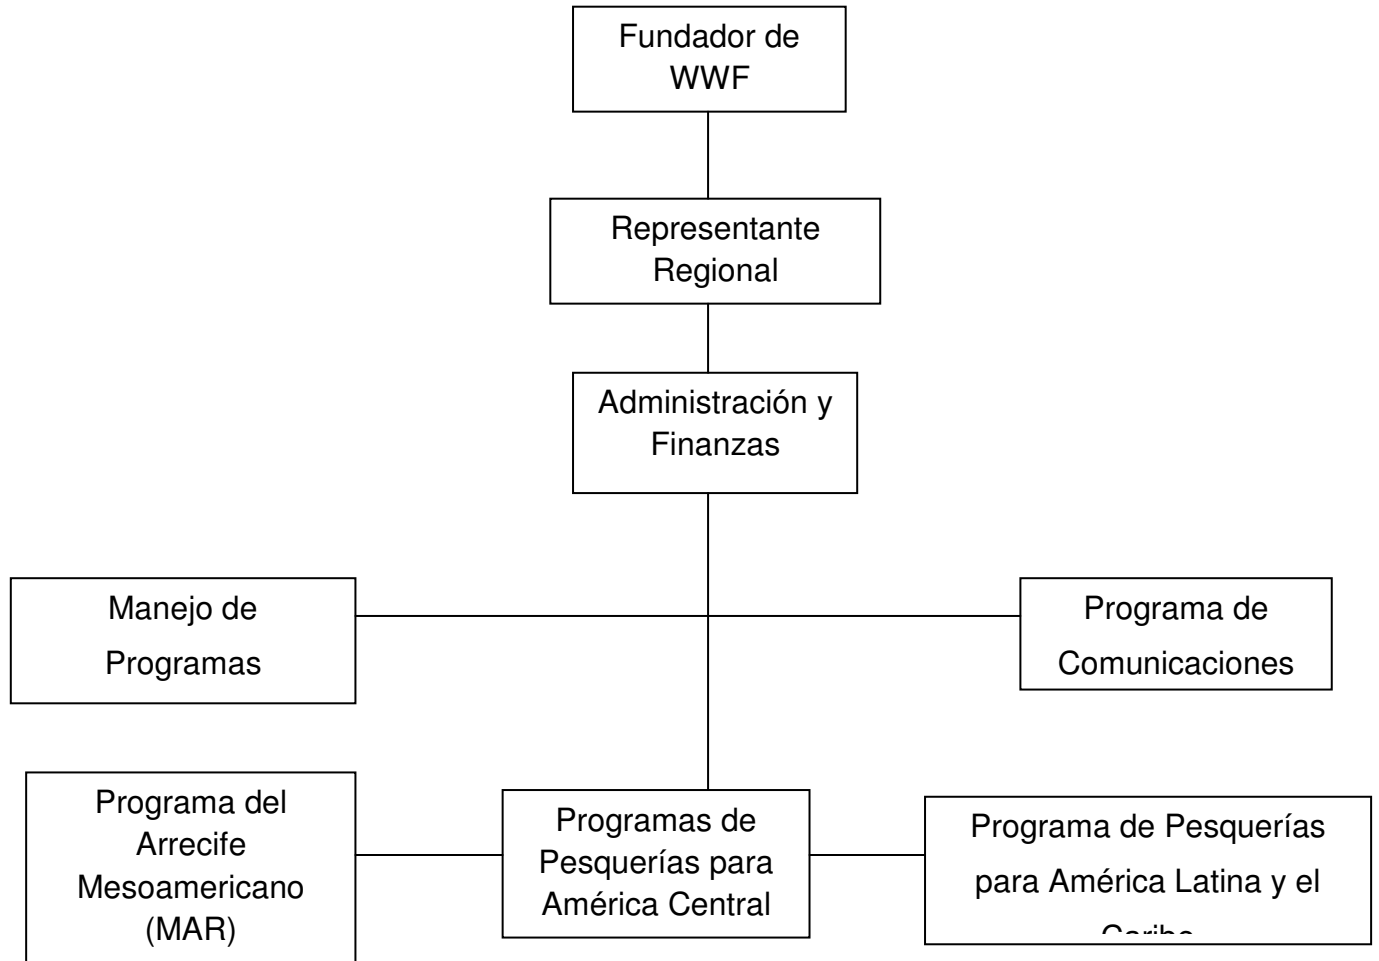 Fundador de
WWF
Representante
Regional
Administración y
Finanzas
Manejo de
Programas
Programa de
Comunicaciones
Programa del
Arrecife
Mesoamericano
(MAR)
Programas de
Pesquerías para
América Central
Programa de Pesquerías
para América Latina y el
Caribe